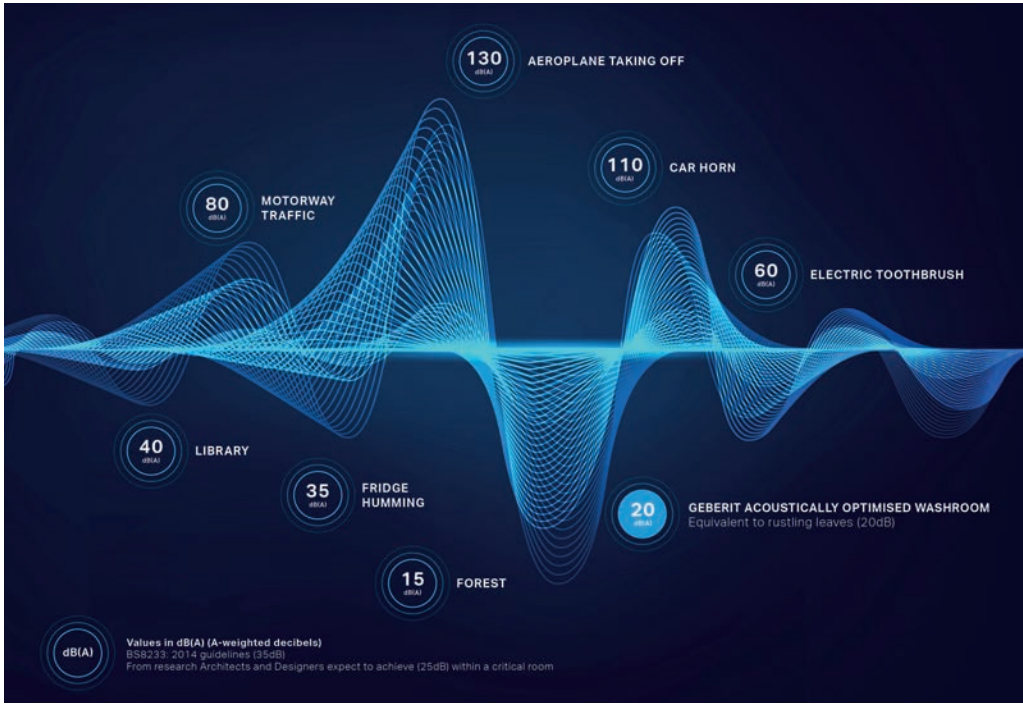 130
dB(A)
AEROPLANE TAKING OFF
110
dB(A)
CAR HORN
80
dB(A)
MOTORWAY
TRAFFIC
60
dB(A)
ELECTRIC TOOTHBRUSH
40
dB(A)
LIBRARY
35
dB(A)
FRIDGE
HUMMING
20
dB(A)
GEBERIT ACOUSTICALLY OPTIMISED WASHROOM
Equivalent to rustling leaves (20dB)
15
dB(A)
FOREST
dB(A)
Values in dB(A) (A-weighted decibels)
BS8233: 2014 guidelines (35dB)
From research Architects and Designers expect to achieve (25dB) within a critical room